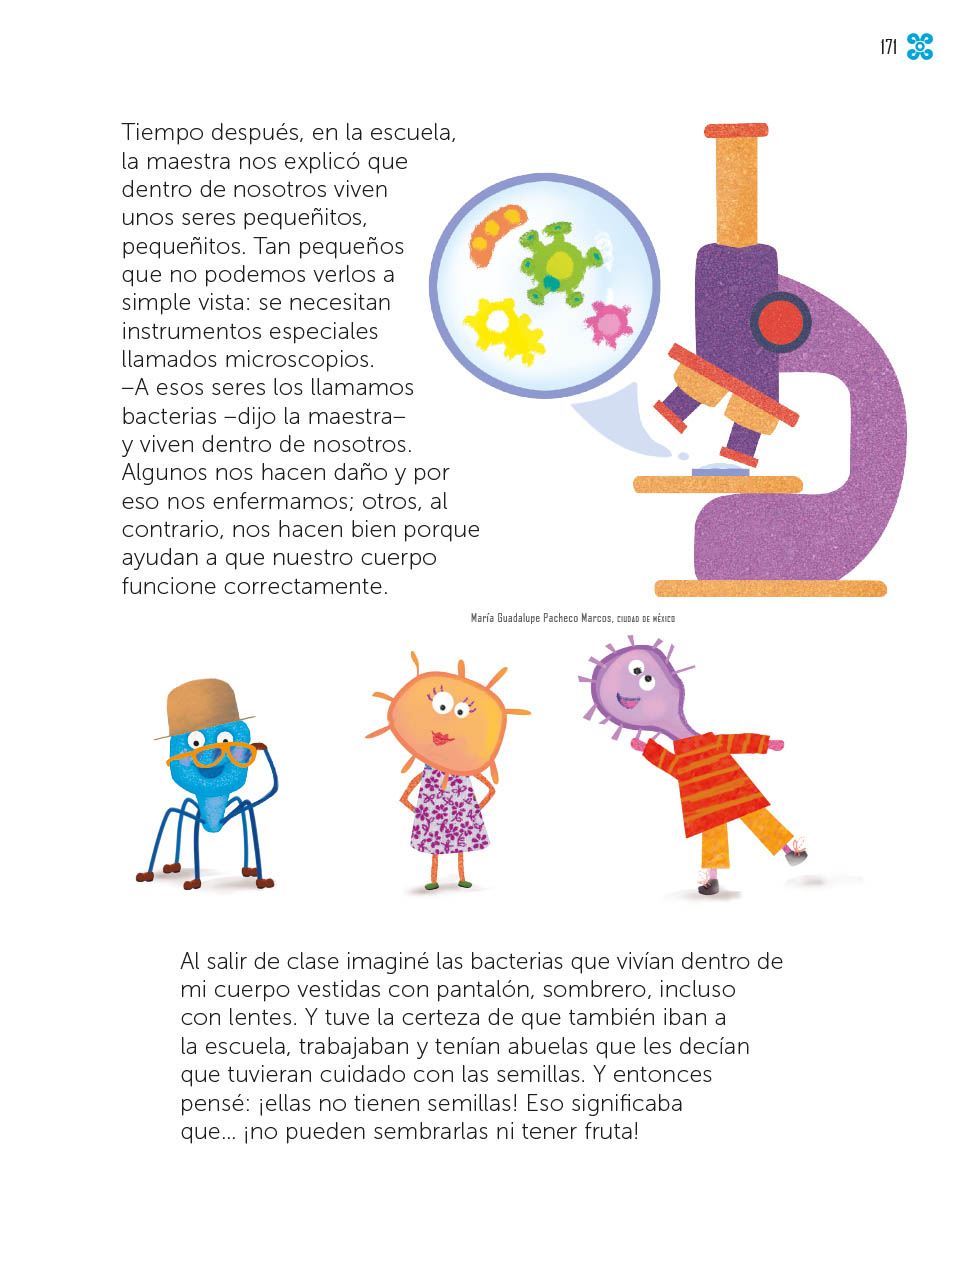 171
Tiempo después, en la escuela,
la maestra nos explicó que
dentro de nosotros viven
unos seres pequeñitos,
pequeñitos. Tan pequeños
que no podemos verlos a
simple vista: se necesitan
instrumentos especiales
llamados microscopios.
–A esos seres los llamamos
bacterias –dijo la maestra–
y viven dentro de nosotros.
Algunos nos hacen daño y por
eso nos enfermamos; otros, al
contrario, nos hacen bien porque
ayudan a que nuestro cuerpo
funcione correctamente.
María Guadalupe Pacheco Marcos, CIUDAD DE MÉXICO
Al salir de clase imaginé las bacterias que vivían dentro de
mi cuerpo vestidas con pantalón, sombrero, incluso
con lentes. Y tuve la certeza de que también iban a
la escuela, trabajaban y tenían abuelas que les decían
que tuvieran cuidado con las semillas. Y entonces
pensé: ¡ellas no tienen semillas! Eso significaba
que... ¡no pueden sembrarlas ni tener fruta!